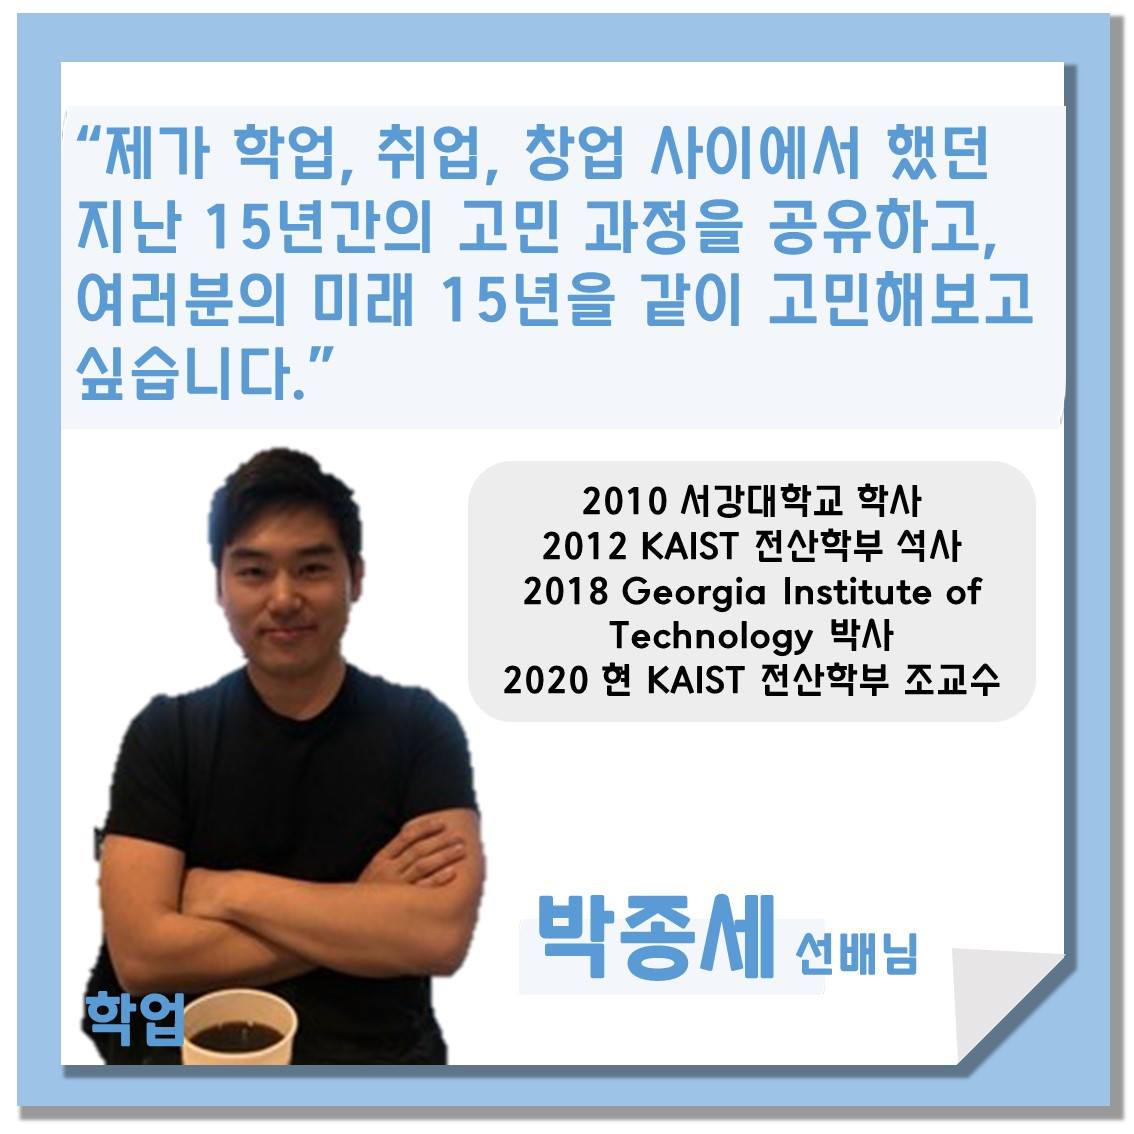 “제가 학업, 취업, 창업 사이에서 했던
지난 15년간의 고민 과정을 공유하고,
여러분의 미래 15년을 같이 고민해보고
싶습니다.”
2010 서강대학교 학사
2012 KAIST 전산학부 석사
2018 Georgia Institute of
Technology 박사
2020 현 KAIST 전산학부 조교수
박종세 선배님
학업